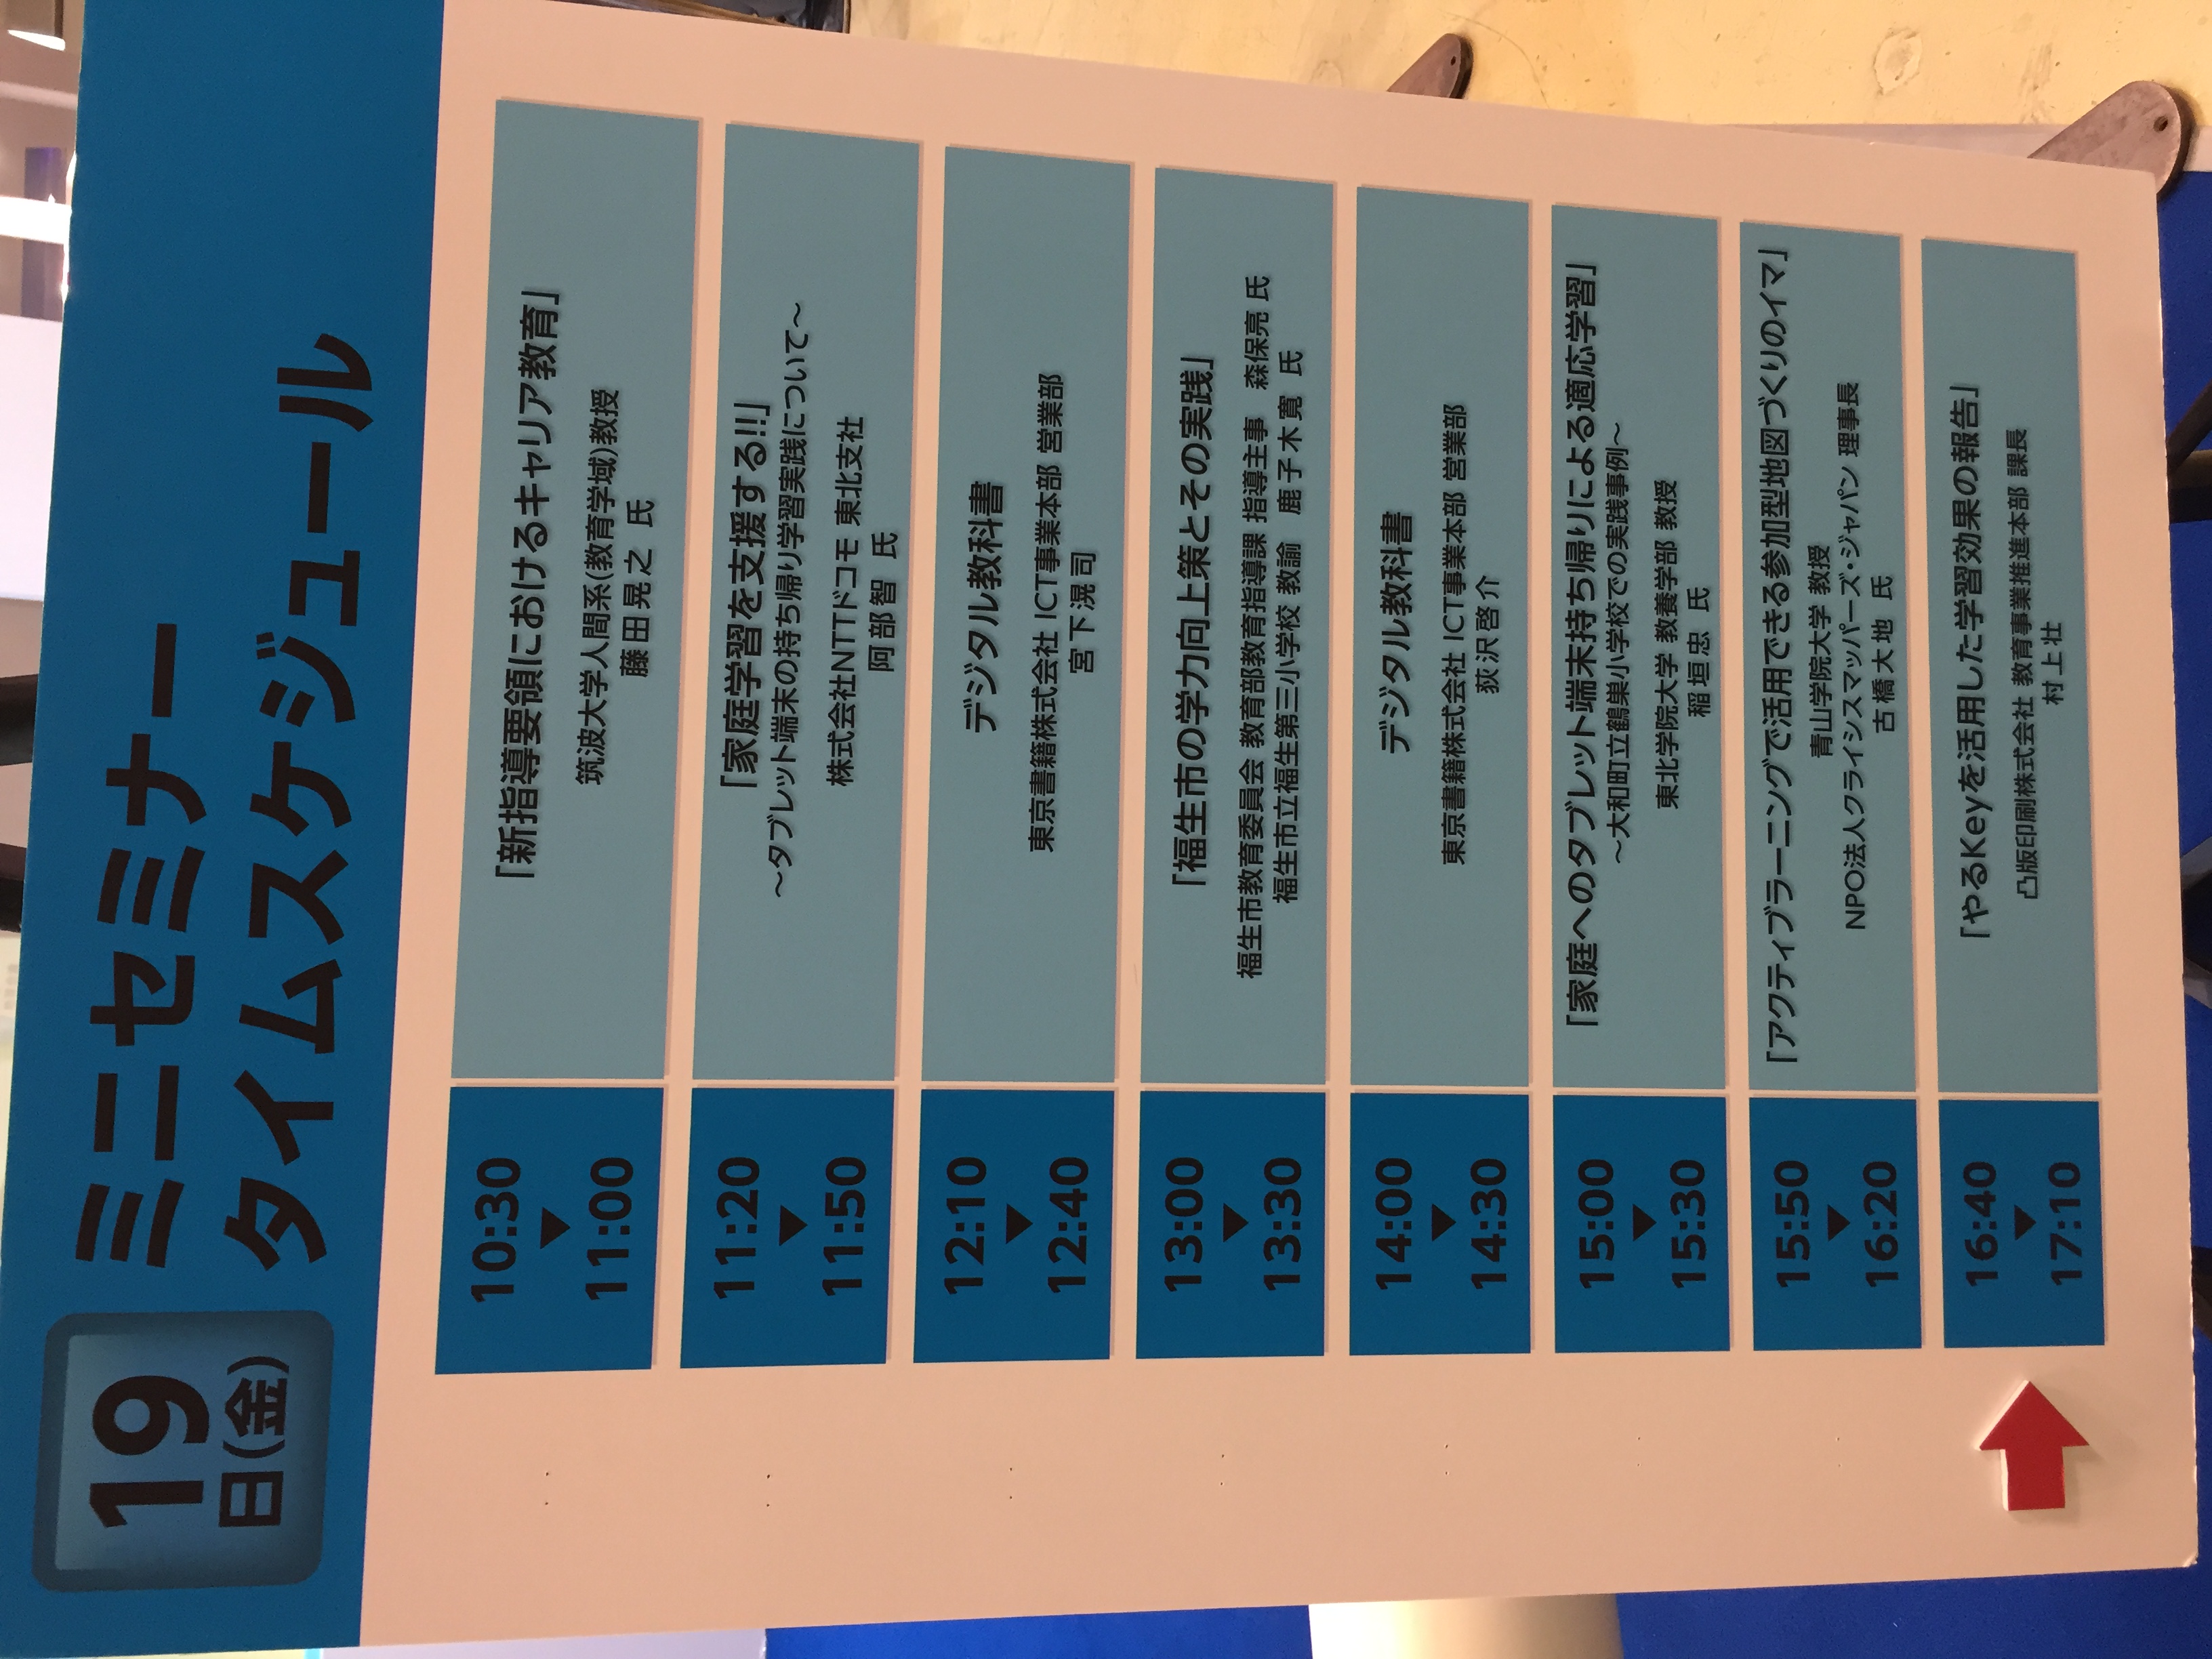 19
日(金)
ミニセミナー
タイムスケジュール
10:30
▼
11:00
「新指導要領におけるキャリア教育」
筑波大学人間系(教育学域)教授
藤田晃之 氏
11:20
▼
11:50
「家庭学習を支援する!!」
〜タブレット端末の持ち帰り学習実践について〜
株式会社NTTドコモ 東北支社
阿部智 氏
12:10
▼
12:40
デジタル教科書
東京書籍株式会社 ICT事業本部 営業部
宮下滉司
13:00
▼
13:30
「福生市の学力向上策とその実践」
福生市教育委員会 教育部教育指導課 指導主事　森保亮 氏
福生市立福生第三小学校 教諭　鹿子木寛 氏
14:00
▼
14:30
デジタル教科書
東京書籍株式会社 ICT事業本部 営業部
荻沢啓介
15:00
▼
15:30
「家庭へのタブレット端末持ち帰りによる適応学習」
〜大和町立鶴巣小学校での実践事例〜
東北学院大学 教養学部 教授
稲垣忠 氏
15:50
▼
16:20
「アクティブラーニングで活用できる参加型地図づくりのイマ」
青山学院大学 教授
NPO法人クライシスマッパーズ・ジャパン 理事長
古橋大地 氏
16:40
▼
17:10
「やるKeyを活用した学習効果の報告」
凸版印刷株式会社 教育事業推進本部 課長
村上壮